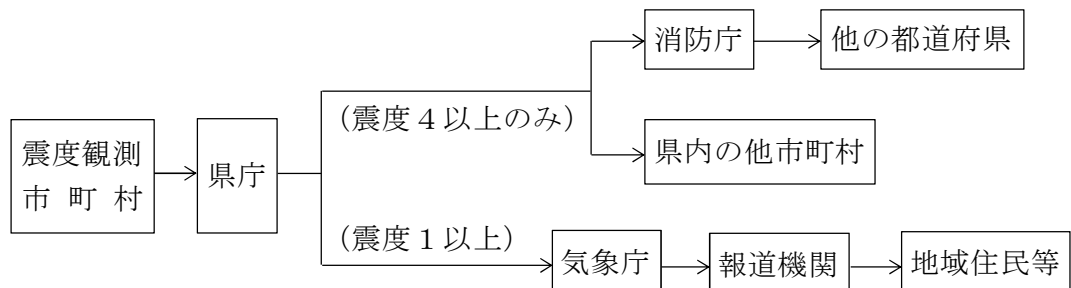 消防庁
他の都道府県
(震度４以上のみ)
震度観測
市町村
県庁
県内の他市町村
(震度１以上)
気象庁
報道機関
地域住民等